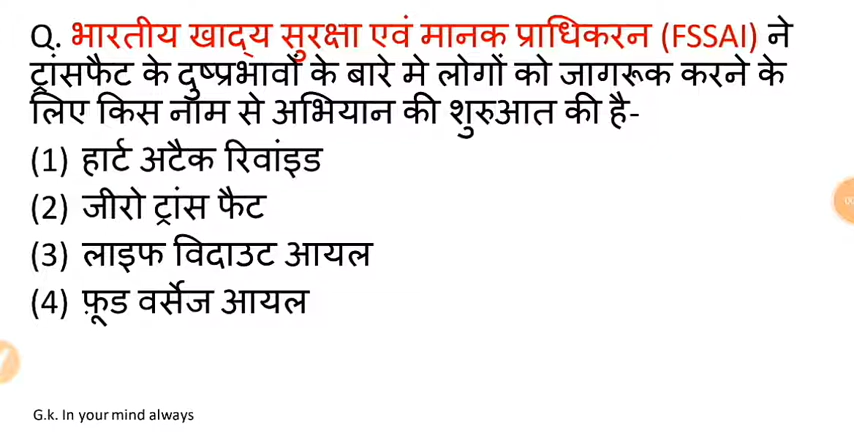 Q. भारतीय खाद्य सुरक्षा एवं मानक प्राधिकरन (FSSAI) ने
ट्रांसफैट के दुष्प्रभावों के बारे मे लोगों को जागरूक करने के
लिए किस नाम से अभियान की शुरुआत की है-
(1) हार्ट अटैक रिवांइड
(2) जीरो ट्रांस फैट
(3) लाइफ विदाउट आयल
(4) फ़ूड वर्सेज आयल
G.k. In your mind always